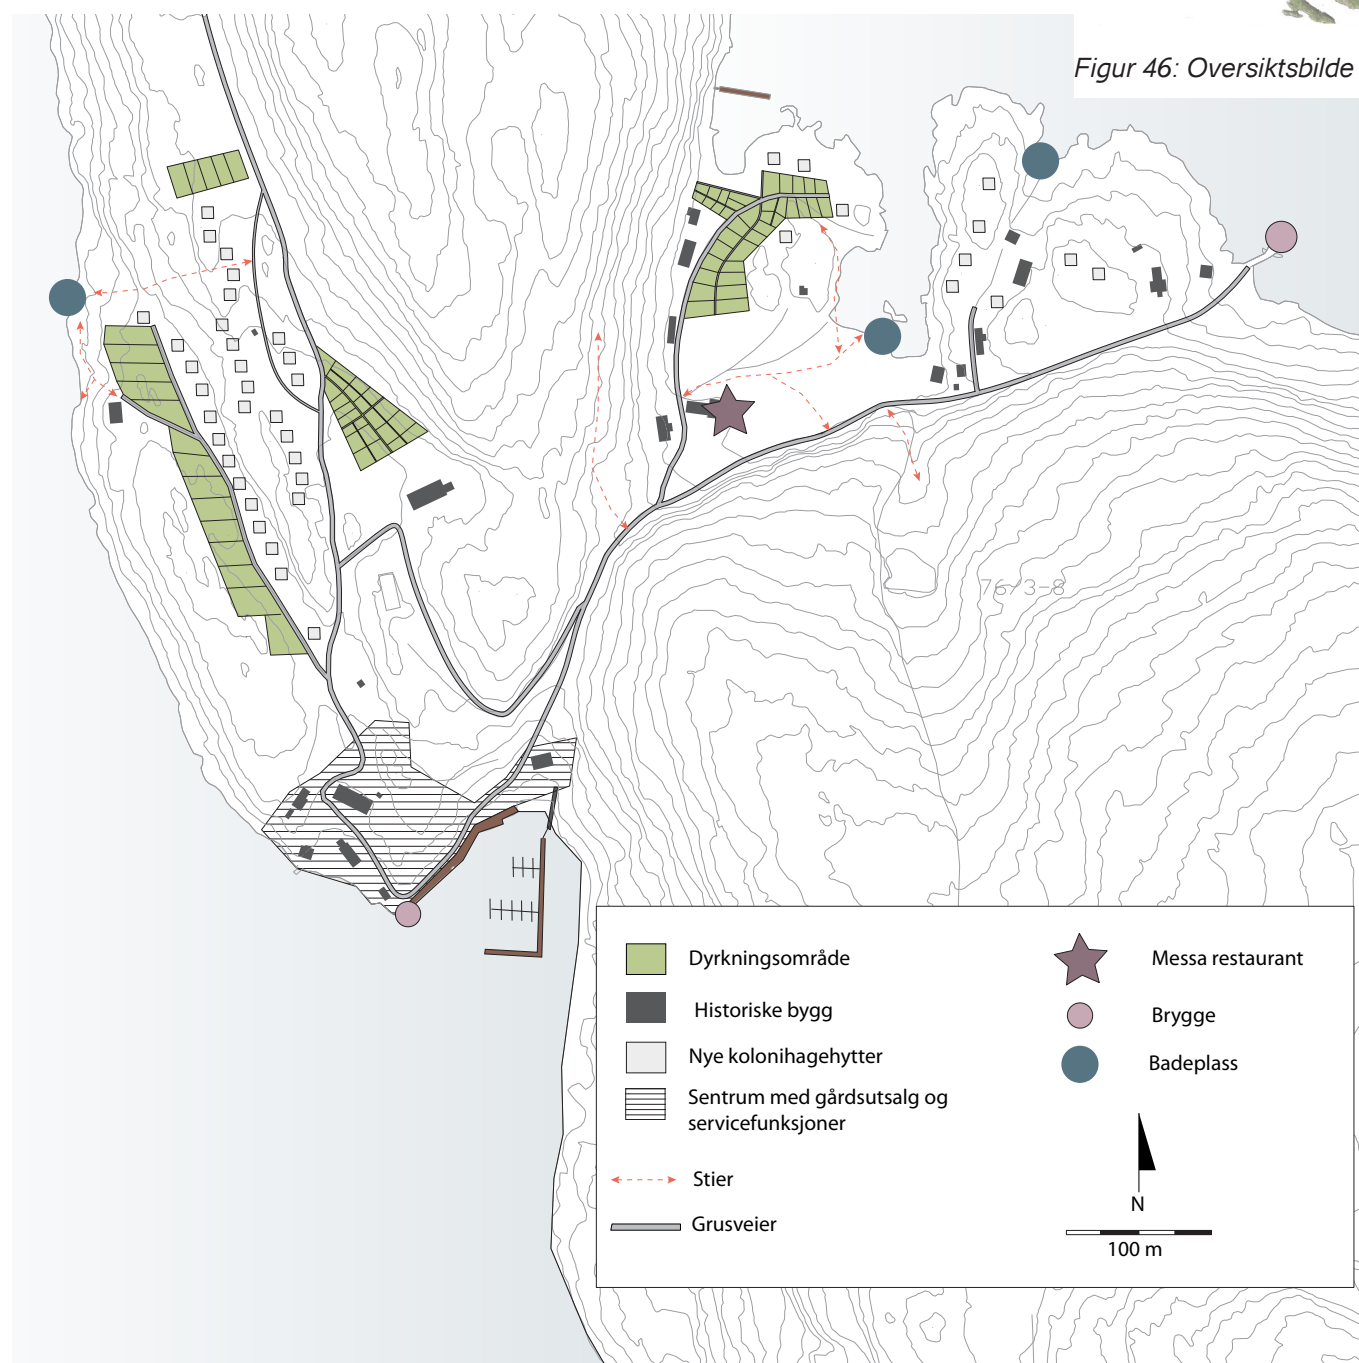 Figur 46: Oversiktsbilde
76/3-8
Dyrkningsområde
Historiske bygg
Nye kolonihagehytter
Sentrum med gårdsutsalg og
servicefunksjoner
Stier
Grusveier
Messa restaurant
Brygge
Badeplass
N
100 m